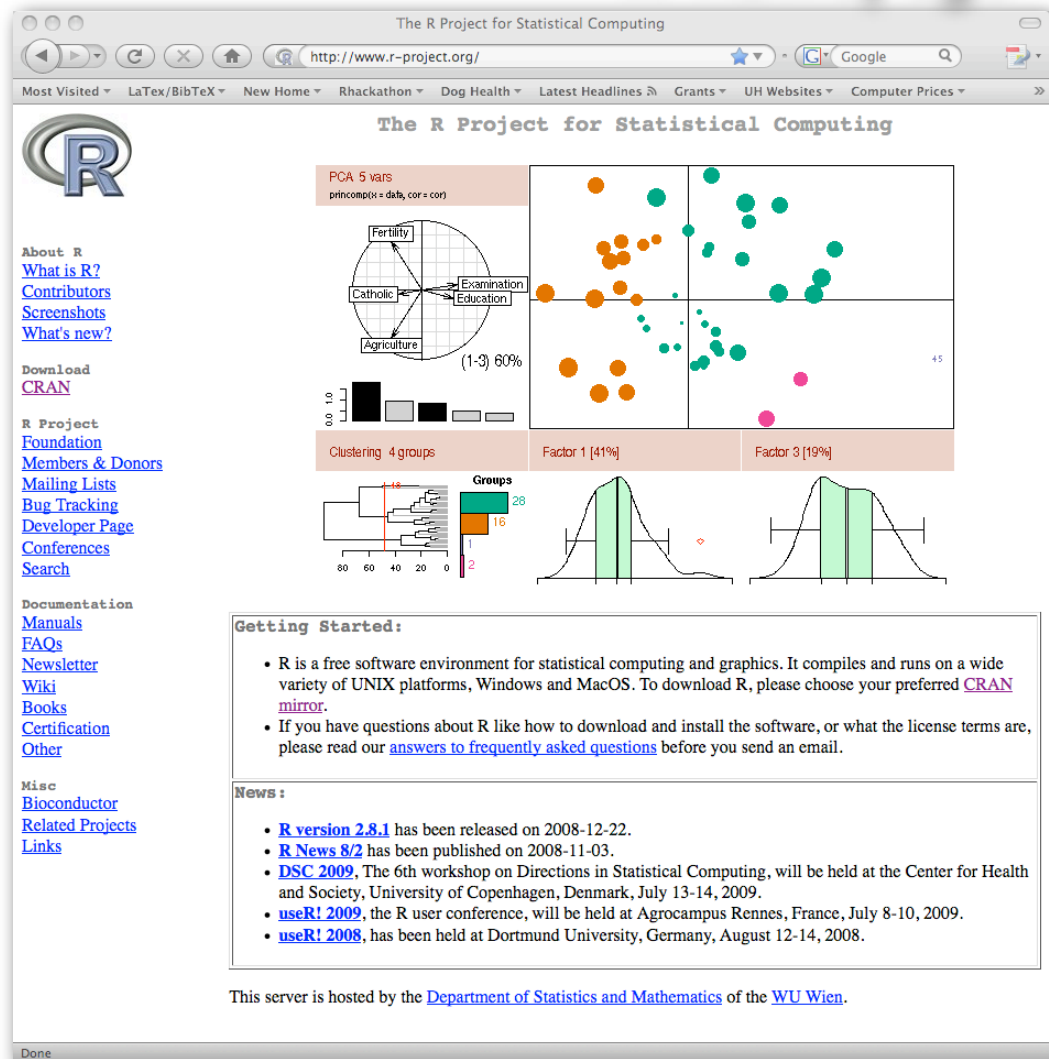 The R Project for Statistical Computing
http://www.r-project.org/
Google
Most Visited LaTex/BibTeX New Home Rhackathon Dog Health Latest Headlines Grants UH Websites Computer Prices
R
The R Project for Statistical Computing
About R
What is R?
Contributors
Screenshots
What's new?
Download
CRAN
R Project
Foundation
Members & Donors
Mailing Lists
Bug Tracking
Developer Page
Conferences
Search
Documentation
Manuals
FAQs
Newsletter
Wiki
Books
Certification
Other
Misc
Bioconductor
Related Projects
Links
PCA 5 vars
princomp(x = data, cor = cor)
Fertility
Examination
Catholic
Education
Agriculture
(1-3) 60%
1.0
0.0
45
Clustering 4 groups
Factor 1 [41%]
Factor 3 [19%]
Groups
18
28
16
1
2
80 60 40 20 0
Getting Started:
• R is a free software environment for statistical computing and graphics. It compiles and runs on a wide
variety of UNIX platforms, Windows and MacOS. To download R, please choose your preferred CRAN
mirror.
• If you have questions about R like how to download and install the software, or what the license terms are,
please read our answers to frequently asked questions before you send an email.
News:
• R version 2.8.1 has been released on 2008-12-22.
• R News 8/2 has been published on 2008-11-03.
• DSC 2009, The 6th workshop on Directions in Statistical Computing, will be held at the Center for Health
and Society, University of Copenhagen, Denmark, July 13-14, 2009.
• useR! 2009, the R user conference, will be held at Agrocampus Rennes, France, July 8-10, 2009.
• useR! 2008, has been held at Dortmund University, Germany, August 12-14, 2008.
This server is hosted by the Department of Statistics and Mathematics of the WU Wien.
Done